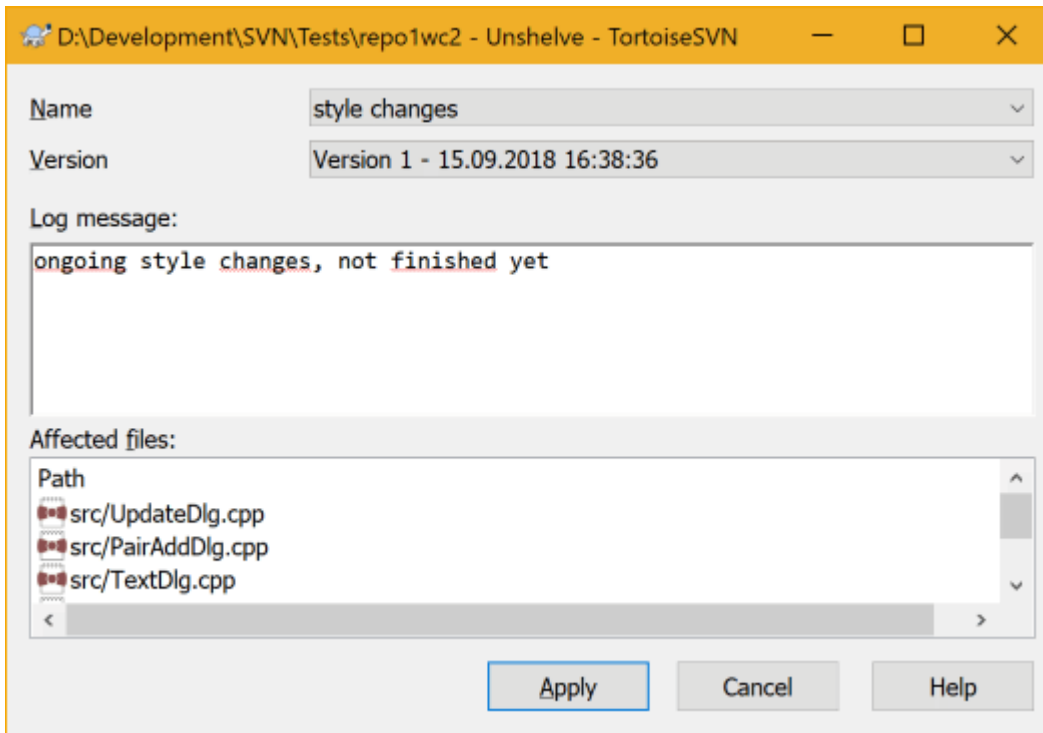 D:\Development\SVN\Tests\repo1wc2 - Unshelve - TortoiseSVN
Name
style changes
Version
Version 1 - 15.09.2018 16:38:36
Log message:
ongoing style changes, not finished yet
Affected files:
Path
src/UpdateDlg.cpp
src/PairAddDlg.cpp
src/TextDlg.cpp
Apply Cancel Help